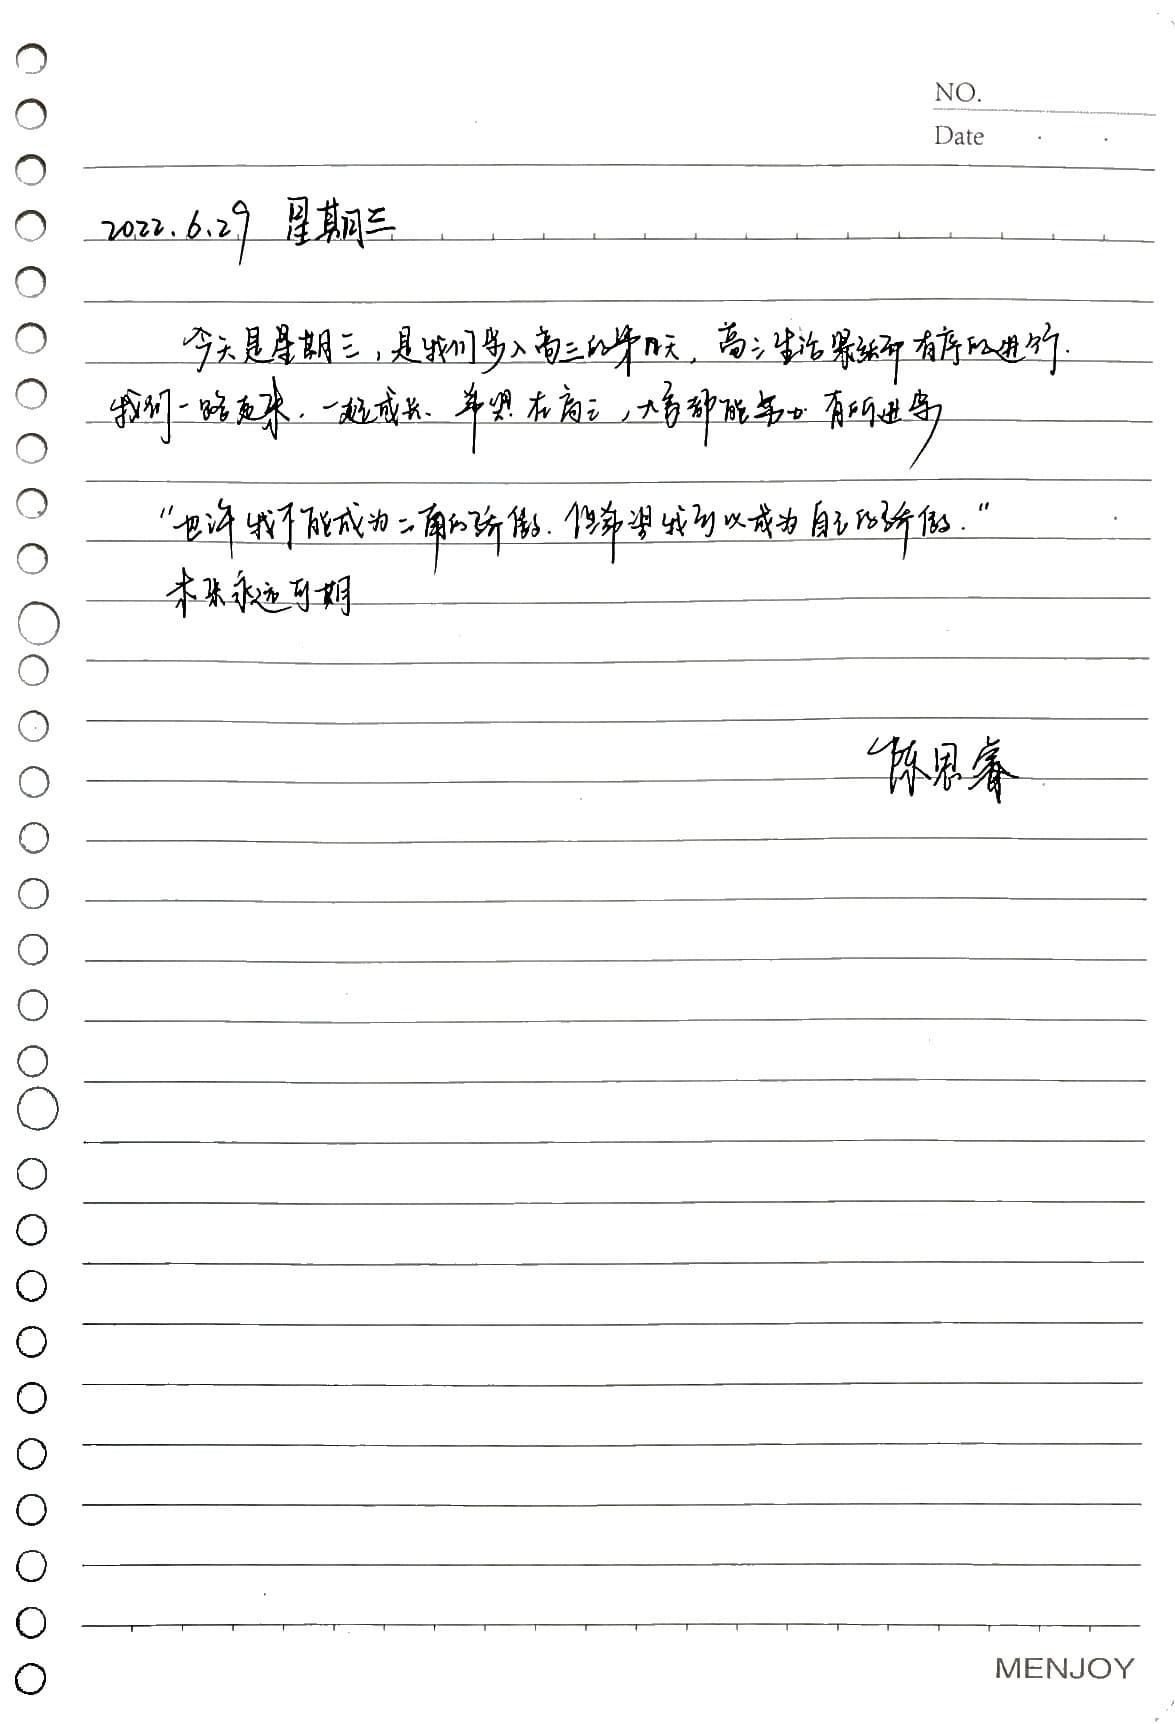 NO.
Date
2022.6.29 星期三
今天是星期三,是我们步入高三的第 天,高三生活紧张而有序的进行.
我们一路走来,一起成长、希望在高三,大家都能努力 有所进步
“也许我不能成为二南的骄傲.但希望我可以成为自己的骄傲.”
未来永远可期
陈思睿
MENJOY